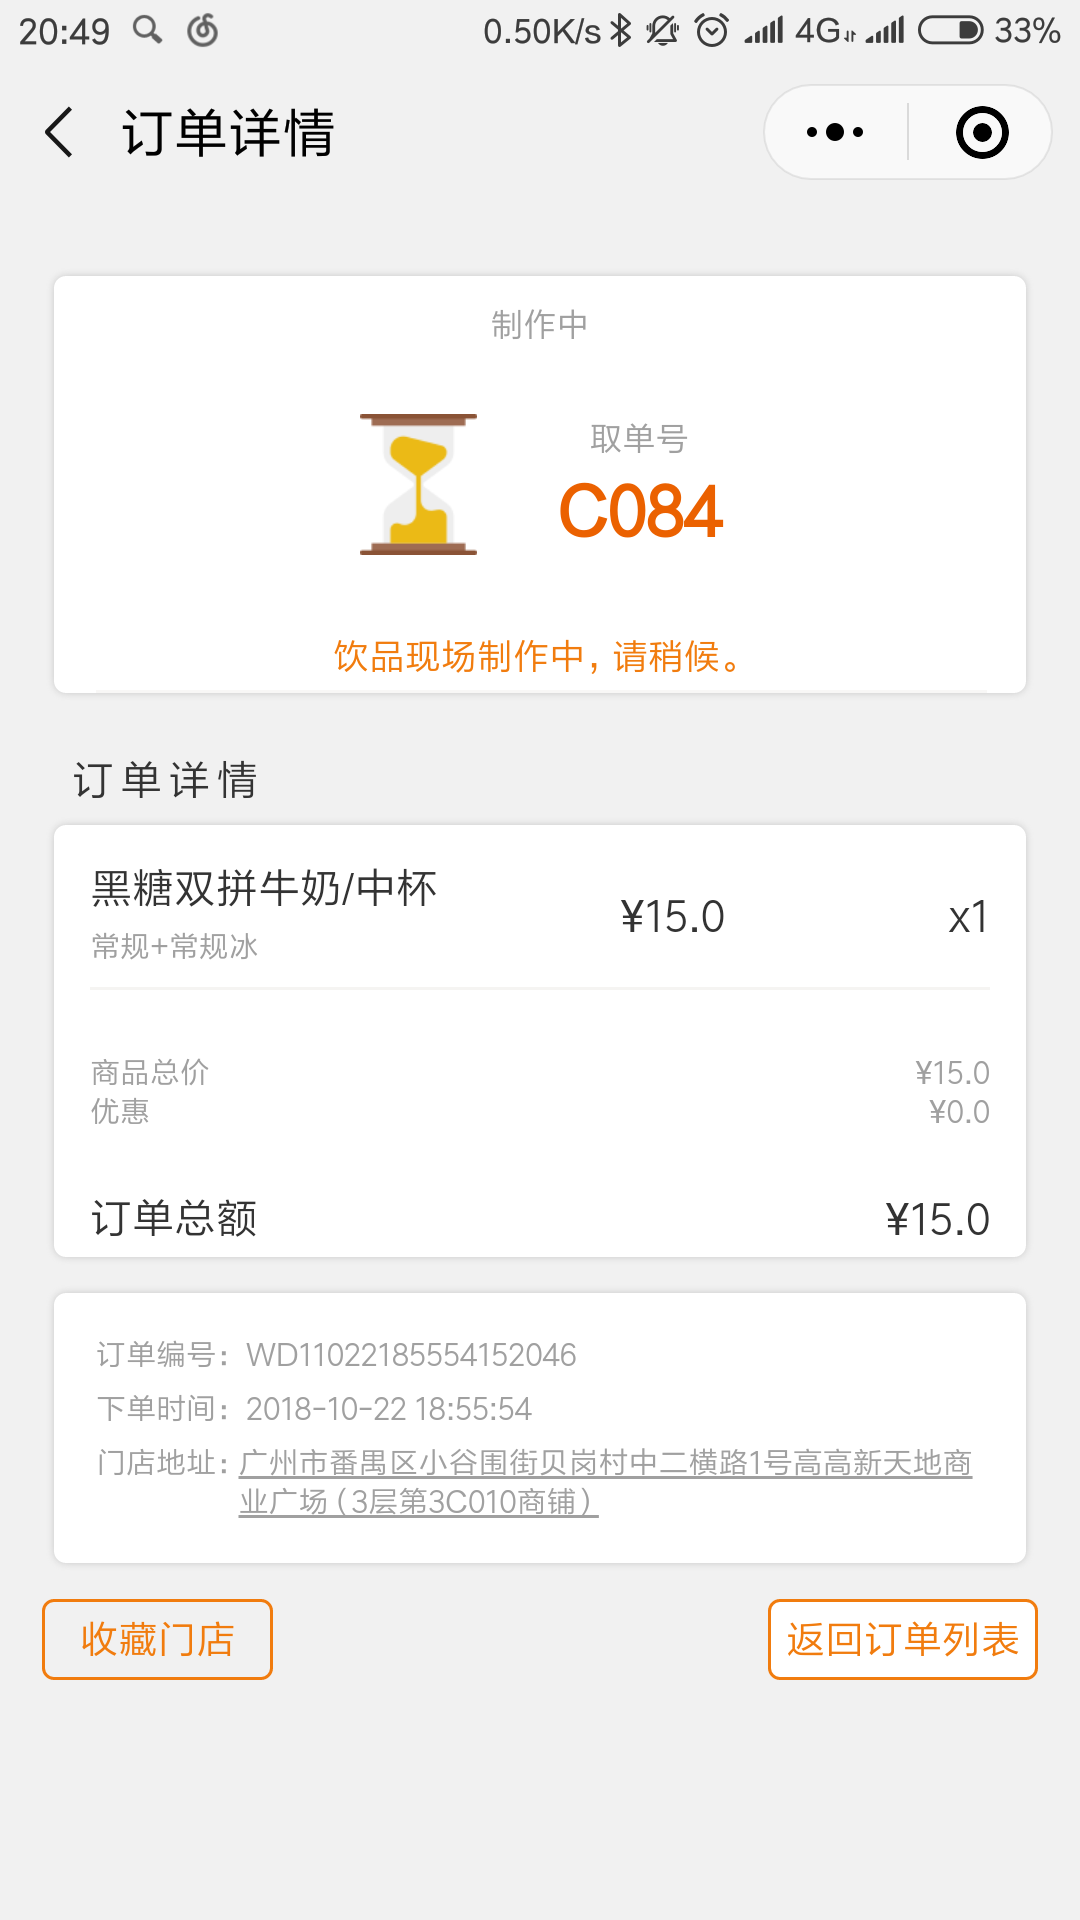 20:49 0.50K/s 4G 33%
订单详情
制作中
取单号
C084
饮品现场制作中，请稍候。
订单详情
黑糖双拼牛奶/中杯 ¥15.0 x1
常规+常规冰
商品总价 ¥15.0
优惠 ¥0.0
订单总额 ¥15.0
订单编号：WD11022185554152046
下单时间：2018-10-22 18:55:54
门店地址：广州市番禺区小谷围街贝岗村中二横路1号高高新天地商
业广场（3层第3C010商铺）
收藏门店 返回订单列表